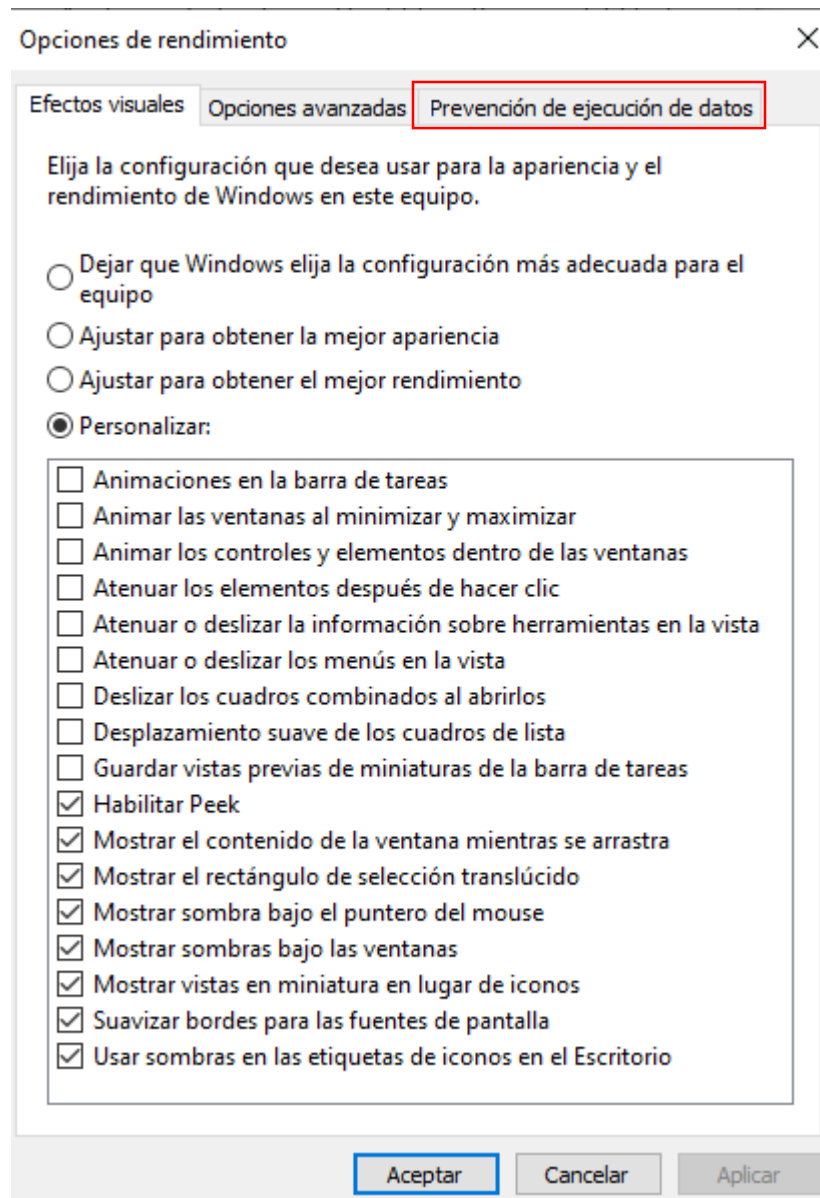 Opciones de rendimiento
Efectos visuales
Opciones avanzadas
Prevención de ejecución de datos
Elija la configuración que desea usar para la apariencia y el
rendimiento de Windows en este equipo.
Dejar que Windows elija la configuración más adecuada para el
equipo
Ajustar para obtener la mejor apariencia
Ajustar para obtener el mejor rendimiento
Personalizar:
Animaciones en la barra de tareas
Animar las ventanas al minimizar y maximizar
Animar los controles y elementos dentro de las ventanas
Atenuar los elementos después de hacer clic
Atenuar o deslizar la información sobre herramientas en la vista
Atenuar o deslizar los menús en la vista
Deslizar los cuadros combinados al abrirlos
Desplazamiento suave de los cuadros de lista
Guardar vistas previas de miniaturas de la barra de tareas
Habilitar Peek
Mostrar el contenido de la ventana mientras se arrastra
Mostrar el rectángulo de selección translúcido
Mostrar sombra bajo el puntero del mouse
Mostrar sombras bajo las ventanas
Mostrar vistas en miniatura en lugar de iconos
Suavizar bordes para las fuentes de pantalla
Usar sombras en las etiquetas de iconos en el Escritorio
Aceptar
Cancelar
Aplicar